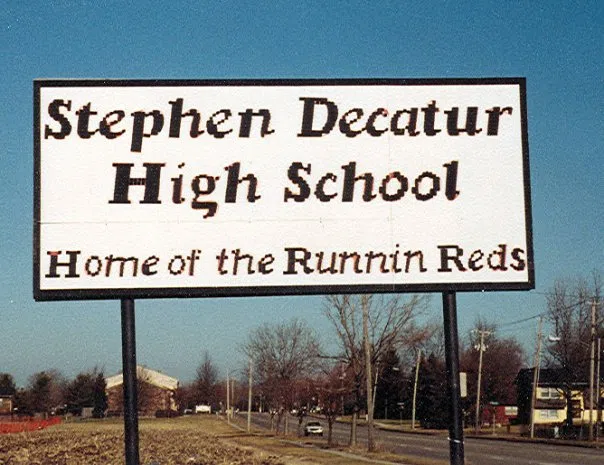 Stephen Decatur
High School
Home of the Runnin Reds